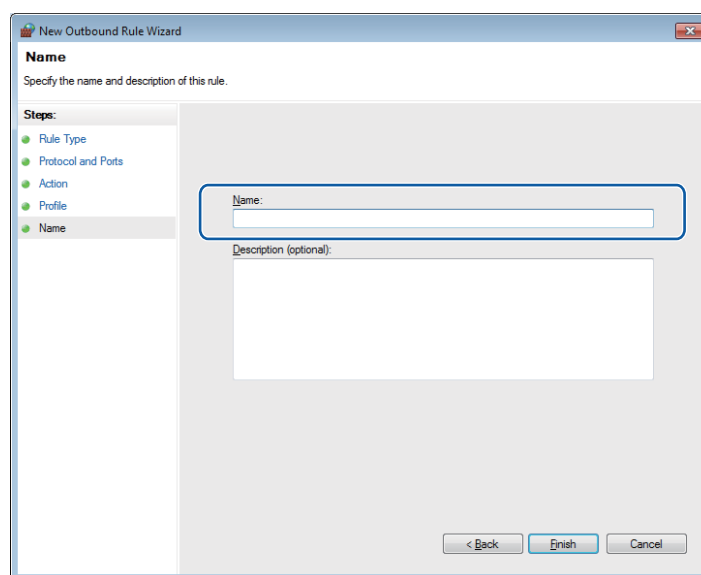 New Outbound Rule Wizard
Name
Specify the name and description of this rule.
Steps:
Rule Type
Protocol and Ports
Action
Profile
Name
Name:
Description (optional):
< Back
Finish
Cancel